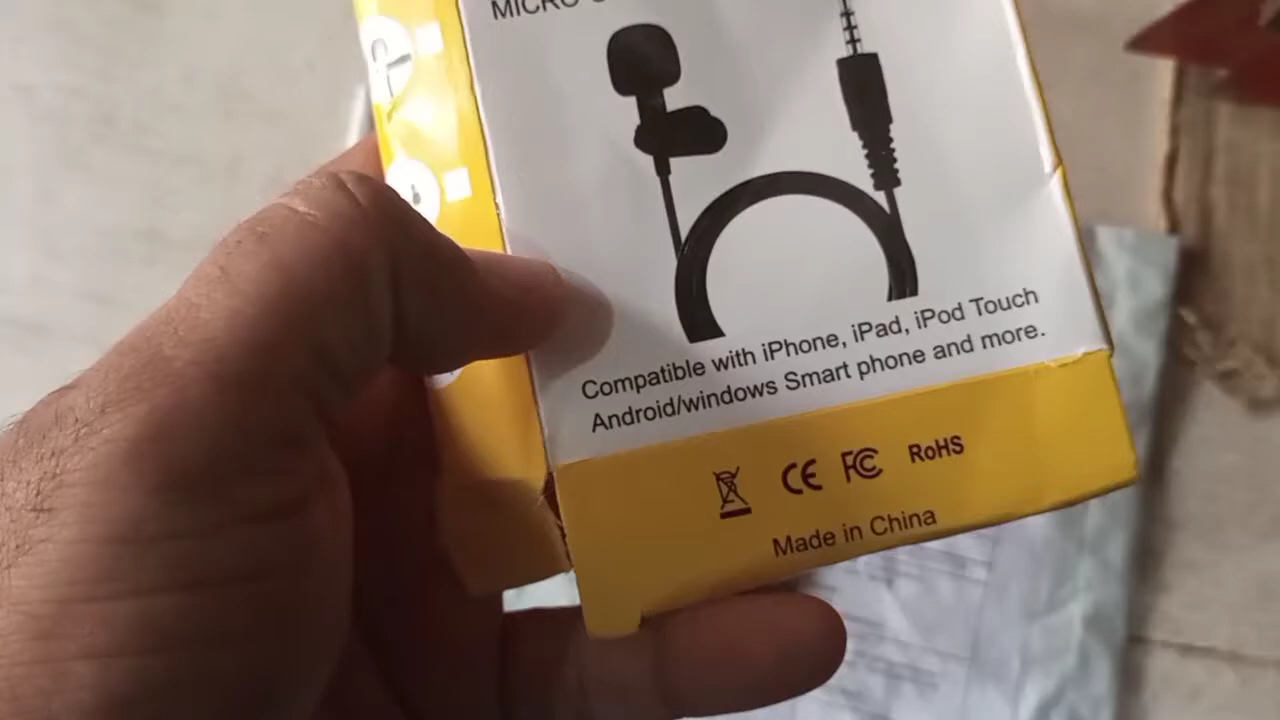 Compatible with iPhone, iPad, iPod Touch
Android/windows Smart phone and more.
CE FC RoHS
Made in China